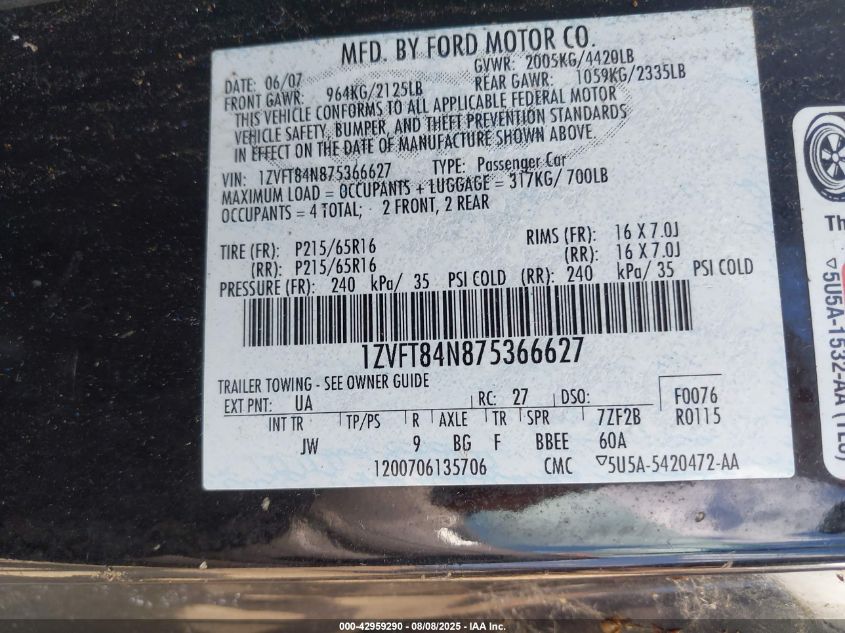 MFD. BY FORD MOTOR CO.
DATE: 06/07 GVWR: 2005KG/4420LB
FRONT GAWR: 964KG/2125LB REAR GAWR: 1059KG/2335LB
THIS VEHICLE CONFORMS TO ALL APPLICABLE FEDERAL MOTOR
VEHICLE SAFETY, BUMPER, AND THEFT PREVENTION STANDARDS
IN EFFECT ON THE DATE OF MANUFACTURE SHOWN ABOVE.
VIN: 1ZVFT84N875366627 TYPE: Passenger Car
MAXIMUM LOAD = OCCUPANTS + LUGGAGE = 317KG/ 700LB
OCCUPANTS = 4 TOTAL; 2 FRONT, 2 REAR
TIRE (FR): P215/65R16 RIMS (FR): 16 X 7.0J
(RR): P215/65R16 (RR): 16 X 7.0J
PRESSURE (FR): 240 kPa/ 35 PSI COLD (RR): 240 kPa/ 35 PSI COLD
1ZVFT84N875366627
TRAILER TOWING - SEE OWNER GUIDE
EXT PNT: UA RC: 27 DSO: F0076
INT TR TP/PS R AXLE TR SPR 7ZF2B R0115
JW 9 BG F BBEE 60A
1200706135706 CMC ▽5U5A-5420472-AA
Th
▽5U5A-1532-AA
000-42959290 - 08/08/2025 - IAA Inc.